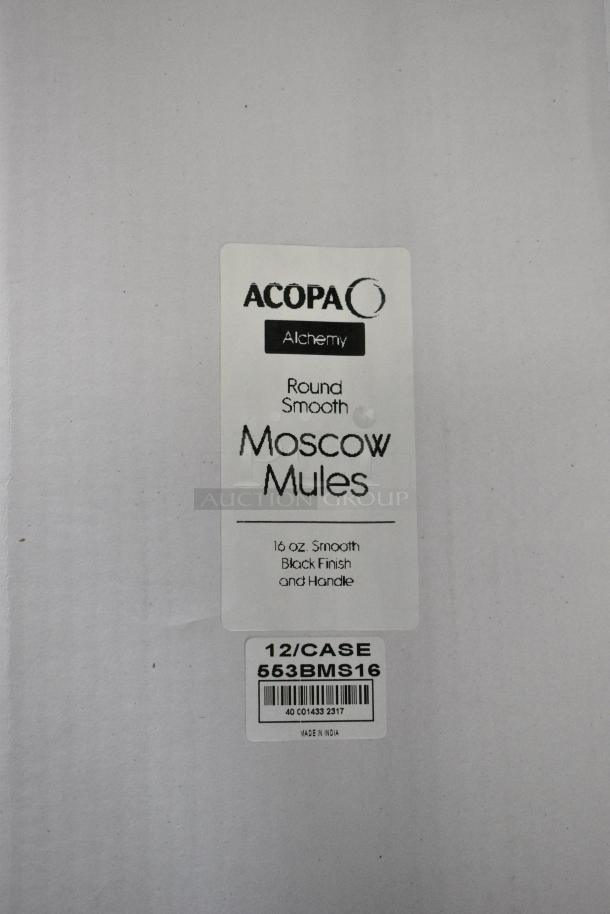 ACOPA
Alchemy
Round
Smooth
Moscow
Mules
AUCTION GROUP
16 oz. Smooth
Black Finish
and Handle
12/CASE
553BMS16
40 001433 2317
MADE IN INDIA